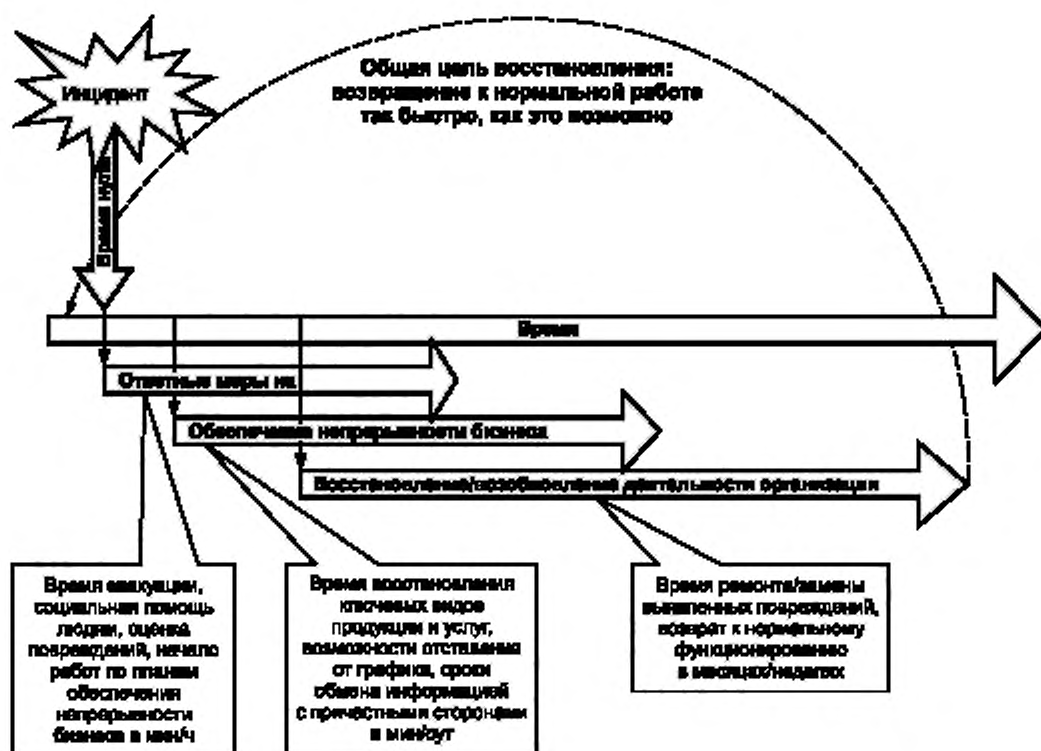 Общая цель восстановления:
возвращение к нормальной работе
так быстро, как это возможно
Инцидент
Время нуль
Время
Ответные меры на
Обеспечение непрерывности бизнеса
Восстановление/возобновление деятельности организации
Время эвакуации,
социальная помощь
людям, оценка
повреждений, начало
работ по планам
обеспечения
непрерывности
бизнеса в мин/ч
Время восстановления
ключевых видов
продукции и услуг,
возможности отставания
от графика, сроки
обмена информацией
с причастными сторонами
в мин/сут
Время ремонта/замены
выявленных повреждений,
возврат к нормальному
функционированию
в месяцах/неделях